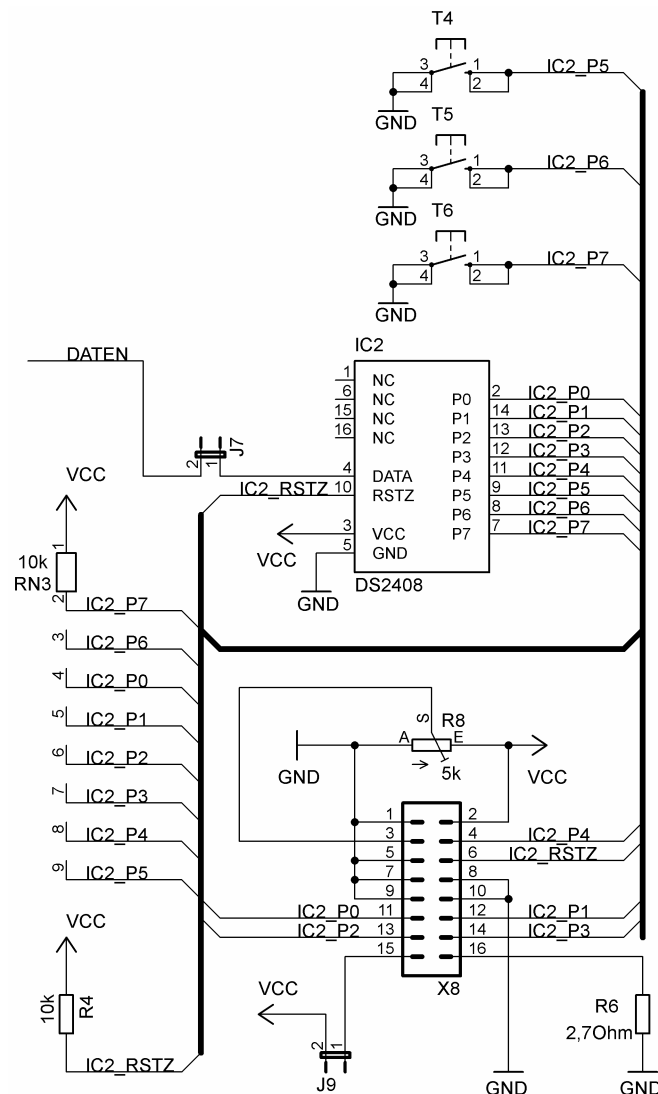 T4
3 1 IC2_P5
4 2
GND
T5
3 1 IC2_P6
4 2
GND
T6
3 1 IC2_P7
4 2
GND
IC2
DATEN
1 NC
6 NC P0 2 IC2_P0
15 NC P1 14 IC2_P1
16 NC P2 13 IC2_P2
P3 12 IC2_P3
J7
2 1
4 DATA P4 11 IC2_P4
IC2_RSTZ 10 RSTZ P5 9 IC2_P5
P6 8 IC2_P6
VCC 3 VCC P7 7 IC2_P7
5 GND
GND
DS2408
VCC
1
10k
RN3
2 IC2_P7
3 IC2_P6
4 IC2_P0
5 IC2_P1
6 IC2_P2
7 IC2_P3
8 IC2_P4
9 IC2_P5
S R8
A E
GND 5k VCC
1 2
3 4 IC2_P4
5 6 IC2_RSTZ
7 8
9 10
IC2_P0 11 12 IC2_P1
IC2_P2 13 14 IC2_P3
15 16
X8
VCC
10k R4
IC2_RSTZ
VCC
2 1
J9
R6
2,7Ohm
GND
GND